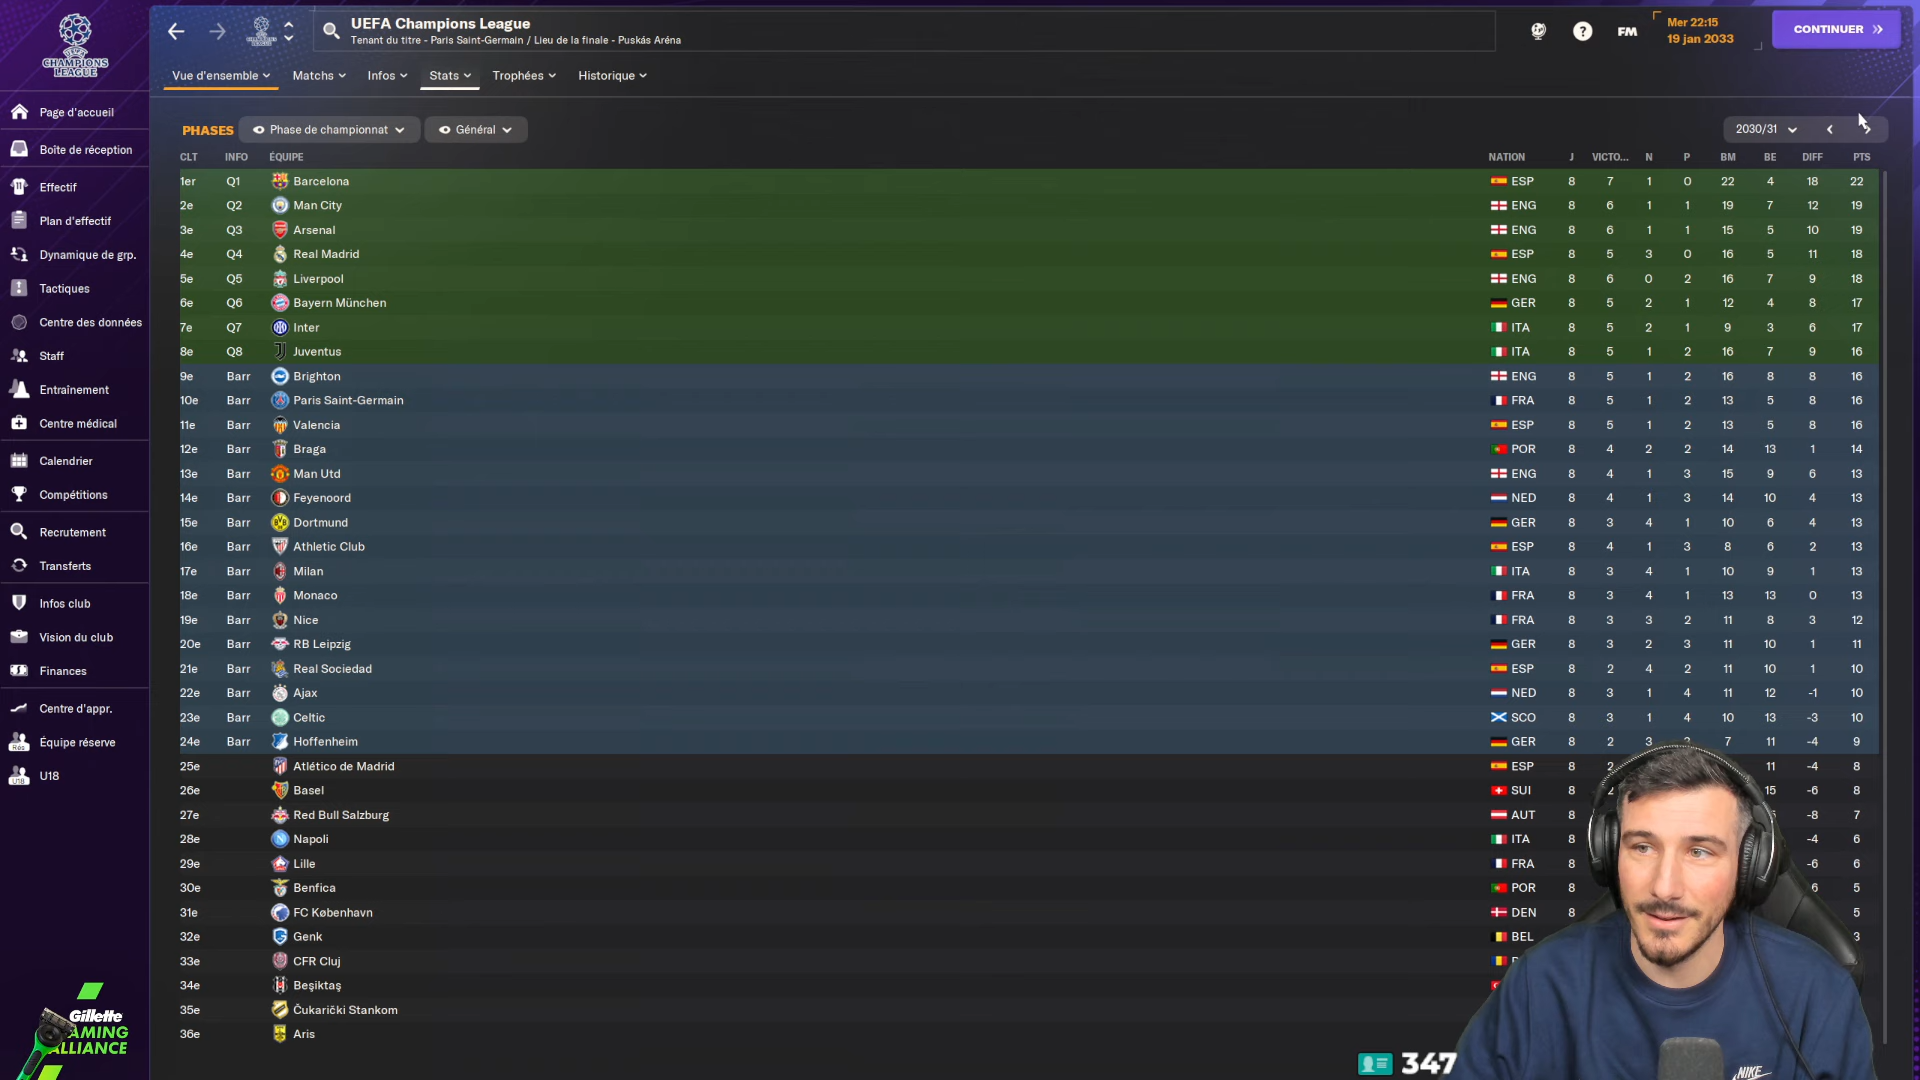 UEFA Champions League
Tenant du titre - Paris Saint-Germain / Lieu de la finale - Puskás Aréna
FM
Mer 22:15
19 jan 2033
CONTINUER
CHAMPIONS
LEAGUE
Vue d'ensemble
Matchs
Infos
Stats
Trophées
Historique
Page d'accueil
Boîte de réception
Effectif
Plan d'effectif
Dynamique de grp.
Tactiques
Centre des données
Staff
Entraînement
Centre médical
Calendrier
Compétitions
Recrutement
Transferts
Infos club
Vision du club
Finances
Centre d'appr.
Équipe réserve
U18
Gillette
GAMING
ALLIANCE
PHASES Phase de championnat Général 2030/31
CLT INFO ÉQUIPE NATION J VICTO... N P BM BE DIFF PTS
1er Q1 Barcelona ESP 8 7 1 0 22 4 18 22
2e Q2 Man City ENG 8 6 1 1 19 7 12 19
3e Q3 Arsenal ENG 8 6 1 1 15 5 10 19
4e Q4 Real Madrid ESP 8 5 3 0 16 5 11 18
5e Q5 Liverpool ENG 8 6 0 2 16 7 9 18
6e Q6 Bayern München GER 8 5 2 1 12 4 8 17
7e Q7 Inter ITA 8 5 2 1 9 3 6 17
8e Q8 Juventus ITA 8 5 1 2 16 7 9 16
9e Barr Brighton ENG 8 5 1 2 16 8 8 16
10e Barr Paris Saint-Germain FRA 8 5 1 2 13 5 8 16
11e Barr Valencia ESP 8 5 1 2 13 5 8 16
12e Barr Braga POR 8 4 2 2 14 13 1 14
13e Barr Man Utd ENG 8 4 1 3 15 9 6 13
14e Barr Feyenoord NED 8 4 1 3 14 10 4 13
15e Barr Dortmund GER 8 3 4 1 10 6 4 13
16e Barr Athletic Club ESP 8 4 1 3 8 6 2 13
17e Barr Milan ITA 8 3 4 1 10 9 1 13
18e Barr Monaco FRA 8 3 4 1 13 13 0 13
19e Barr Nice FRA 8 3 3 2 11 8 3 12
20e Barr RB Leipzig GER 8 3 2 3 11 10 1 11
21e Barr Real Sociedad ESP 8 2 4 2 11 10 1 10
22e Barr Ajax NED 8 3 1 4 11 12 -1 10
23e Barr Celtic SCO 8 3 1 4 10 13 -3 10
24e Barr Hoffenheim GER 8 2 3 7 11 -4 9
25e Atlético de Madrid ESP 8 2 11 -4 8
26e Basel SUI 8 2 15 -6 8
27e Red Bull Salzburg AUT 8 -8 7
28e Napoli ITA 8 -4 6
29e Lille FRA 8 -6 6
30e Benfica POR 8 5
31e FC København DEN 8 5
32e Genk BEL 3
33e CFR Cluj
34e Beşiktaş
35e Čukarički Stankom
36e Aris
347
NIKE